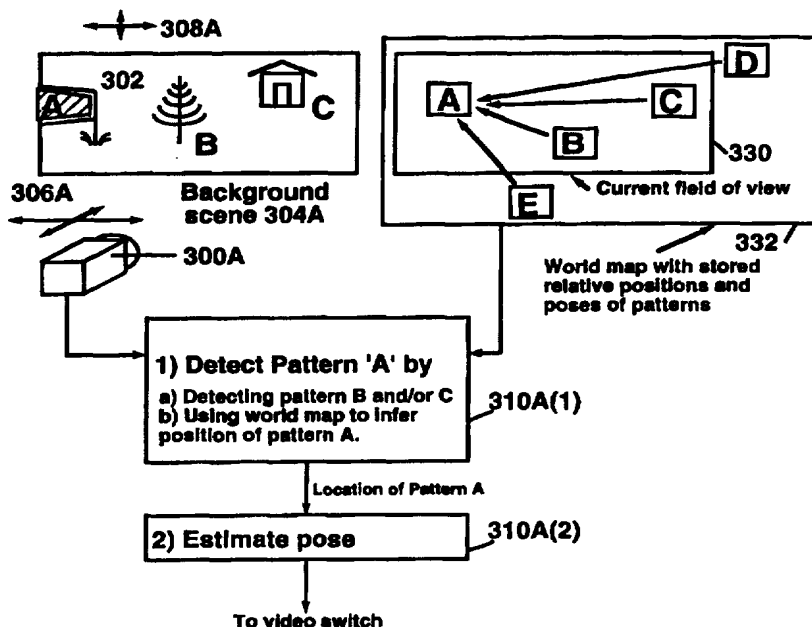 308A
302
A
B
C
306A
Background
scene 304A
300A
D
A
C
B
E
330
Current field of view
332
World map with stored
relative positions and
poses of patterns
1) Detect Pattern 'A' by
a) Detecting pattern B and/or C
b) Using world map to infer
position of pattern A.
310A(1)
Location of Pattern A
2) Estimate pose
310A(2)
To video switch